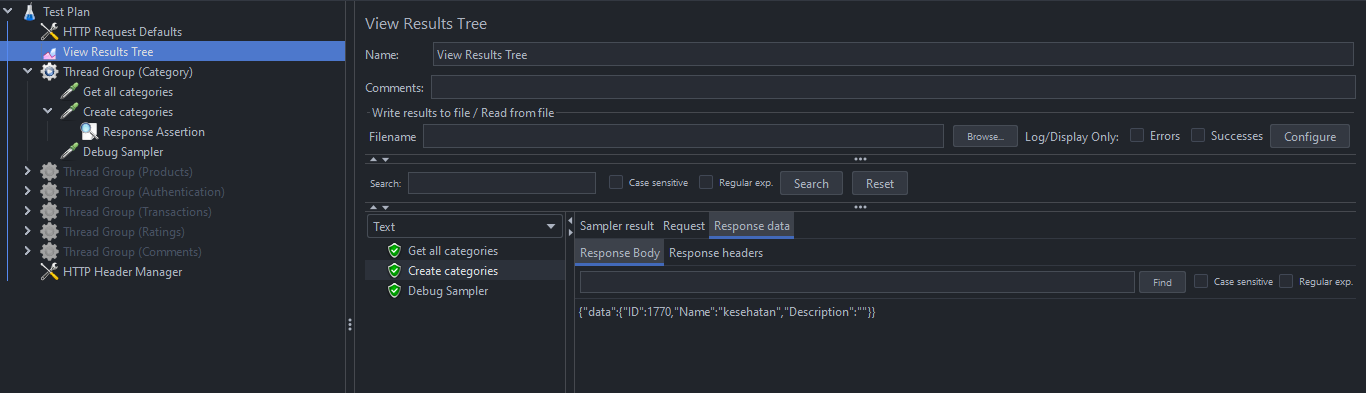 Test Plan
HTTP Request Defaults
View Results Tree
Thread Group (Category)
Get all categories
Create categories
Response Assertion
Debug Sampler
Thread Group (Products)
Thread Group (Authentication)
Thread Group (Transactions)
Thread Group (Ratings)
Thread Group (Comments)
HTTP Header Manager
View Results Tree
Name: View Results Tree
Comments:
Write results to file / Read from file
Filename Browse... Log/Display Only: Errors Successes Configure
Search: Case sensitive Regular exp. Search Reset
Text
Get all categories
Create categories
Debug Sampler
Sampler result Request Response data
Response Body Response headers
Find Case sensitive Regular exp.
{"data":{"ID":1770,"Name":"kesehatan","Description":""}}